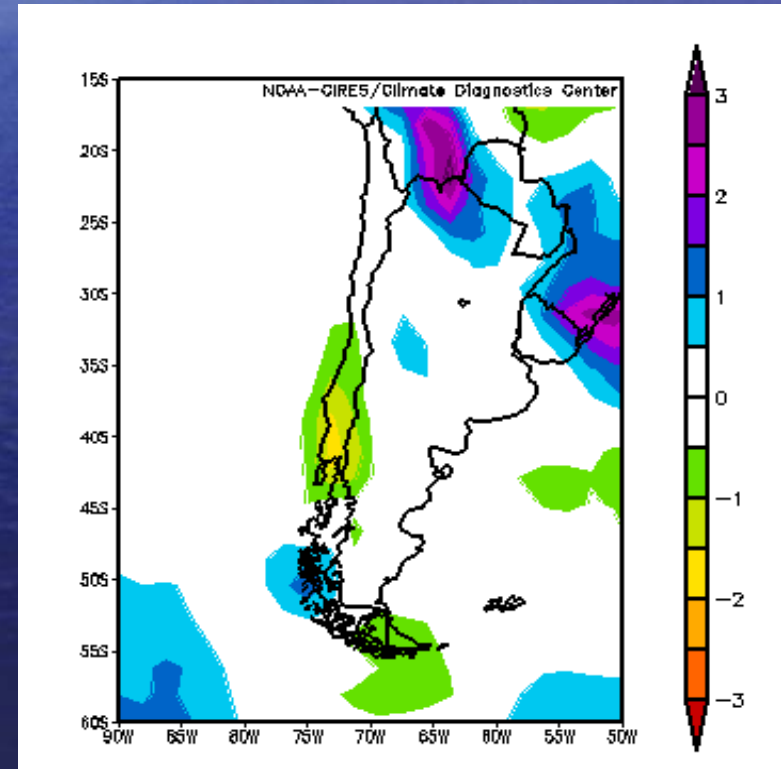 NOAA-CIRES/Climate Diagnostics Center
15S
20S
25S
30S
35S
40S
45S
50S
55S
60S
90W 85W 80W 75W 70W 65W 60W 55W 50W
3
2
1
0
-1
-2
-3